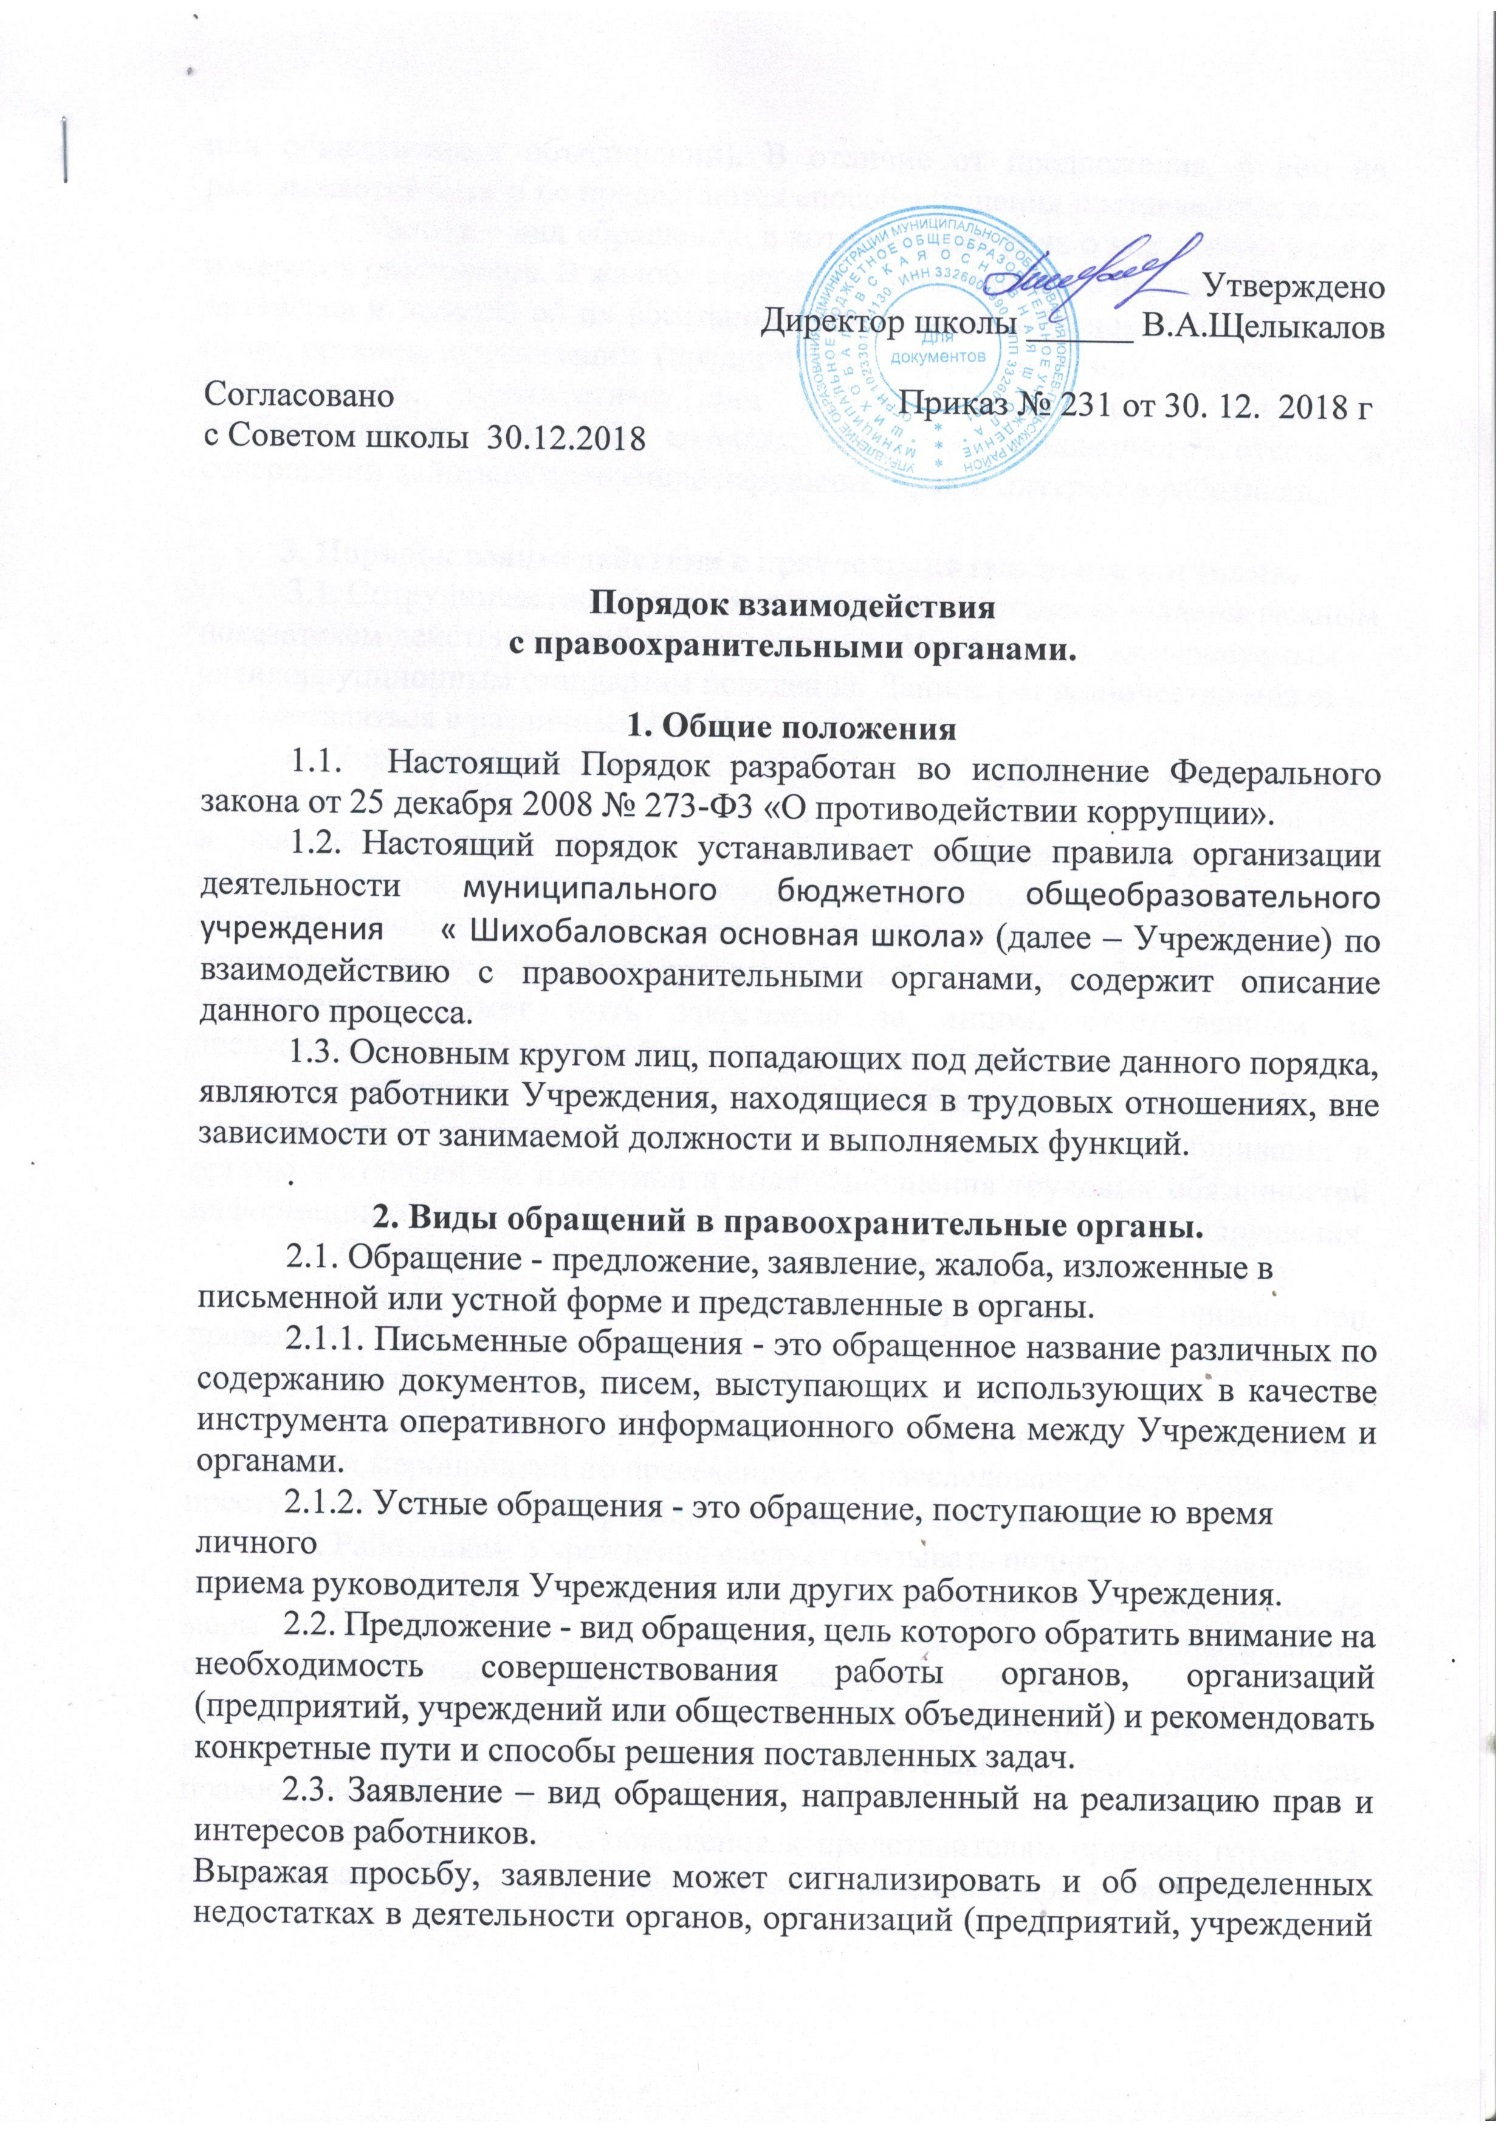 Утверждено
Директор школы ______ В.А.Щелыкалов
для
документов
Согласовано
Приказ № 231 от 30. 12. 2018 г
с Советом школы 30.12.2018
Порядок взаимодействия
с правоохранительными органами.
1. Общие положения
1.1. Настоящий Порядок разработан во исполнение Федерального
закона от 25 декабря 2008 № 273-ФЗ «О противодействии коррупции».
1.2. Настоящий порядок устанавливает общие правила организации
деятельности муниципального бюджетного общеобразовательного
учреждения « Шихобаловская основная школа» (далее – Учреждение) по
взаимодействию с правоохранительными органами, содержит описание
данного процесса.
1.3. Основным кругом лиц, попадающих под действие данного порядка,
являются работники Учреждения, находящиеся в трудовых отношениях, вне
зависимости от занимаемой должности и выполняемых функций.
.
2. Виды обращений в правоохранительные органы.
2.1. Обращение - предложение, заявление, жалоба, изложенные в
письменной или устной форме и представленные в органы.
2.1.1. Письменные обращения - это обращенное название различных по
содержанию документов, писем, выступающих и использующих в качестве
инструмента оперативного информационного обмена между Учреждением и
органами.
2.1.2. Устные обращения - это обращение, поступающие ю время
личного
приема руководителя Учреждения или других работников Учреждения.
2.2. Предложение - вид обращения, цель которого обратить внимание на
необходимость совершенствования работы органов, организаций
(предприятий, учреждений или общественных объединений) и рекомендовать
конкретные пути и способы решения поставленных задач.
2.3. Заявление – вид обращения, направленный на реализацию прав и
интересов работников.
Выражая просьбу, заявление может сигнализировать и об определенных
недостатках в деятельности органов, организаций (предприятий, учреждений